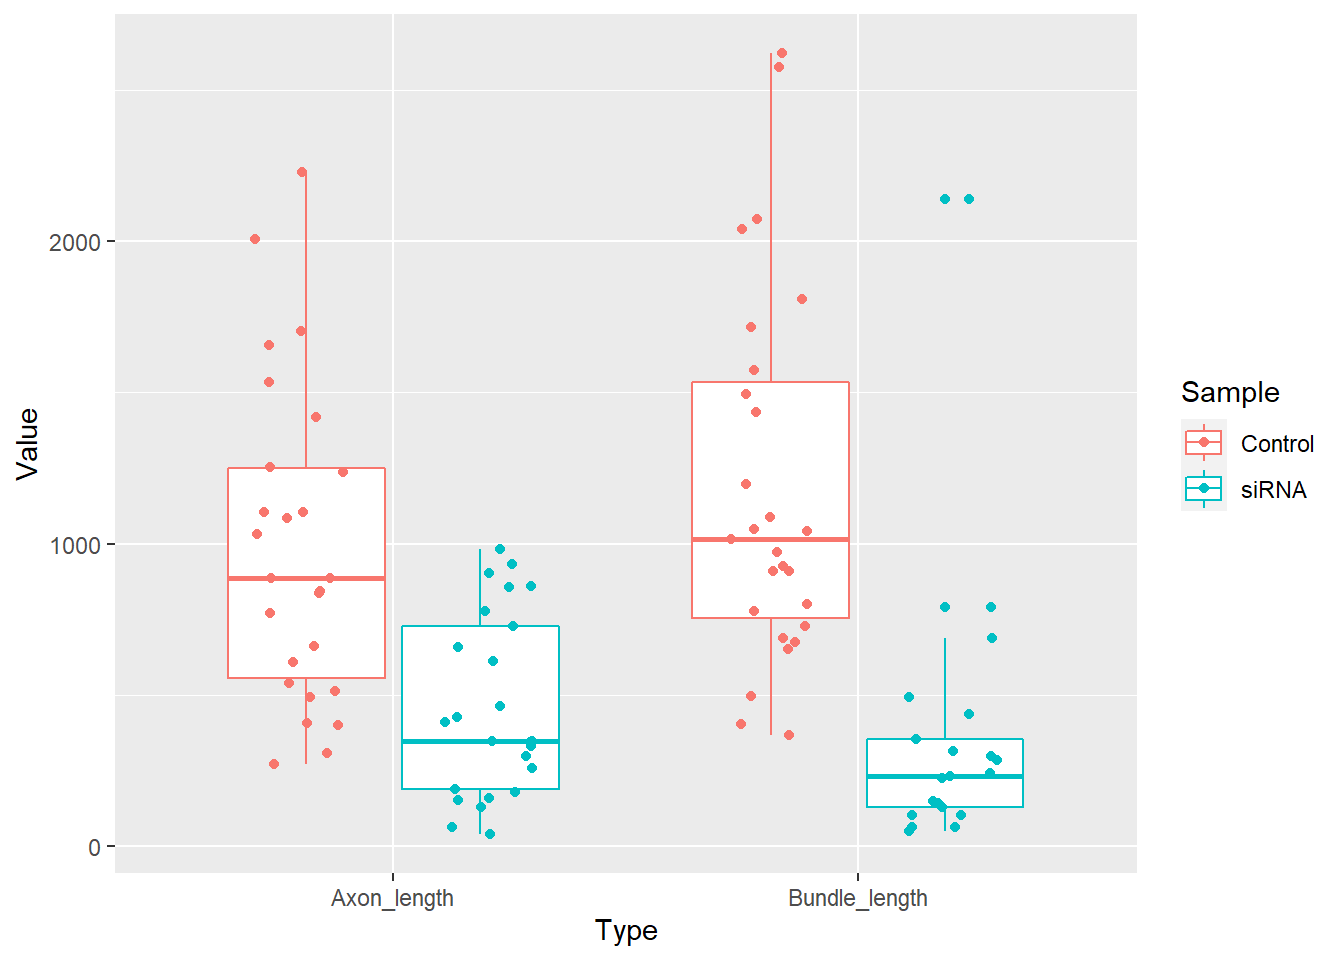 Value
2000
1000
0
Axon_length
Bundle_length
Type
Sample
Control
siRNA